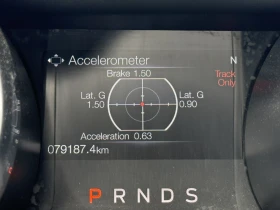 Accelerometer N
Brake 1.50
Track
Only
Lat. G Lat. G
1.50 0.90
Acceleration 0.63
079187.4km
P R N D S